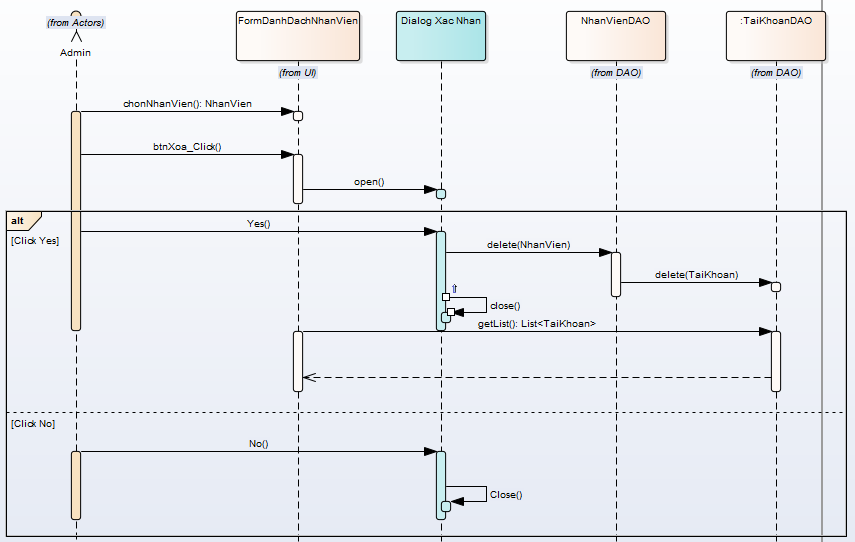 (from Actors)
Admin
FormDanhDachNhanVien
(from UI)
Dialog Xac Nhan
NhanVienDAO
(from DAO)
:TaiKhoanDAO
(from DAO)
chonNhanVien(): NhanVien
btnXoa_Click()
open()
alt
[Click Yes]
Yes()
delete(NhanVien)
delete(TaiKhoan)
close()
getList(): List<TaiKhoan>
[Click No]
No()
Close()